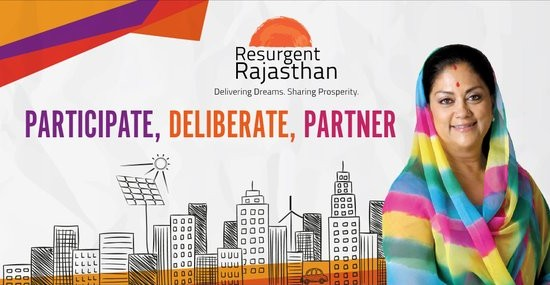 Resurgent
Rajasthan
Delivering Dreams. Sharing Prosperity.
PARTICIPATE, DELIBERATE, PARTNER